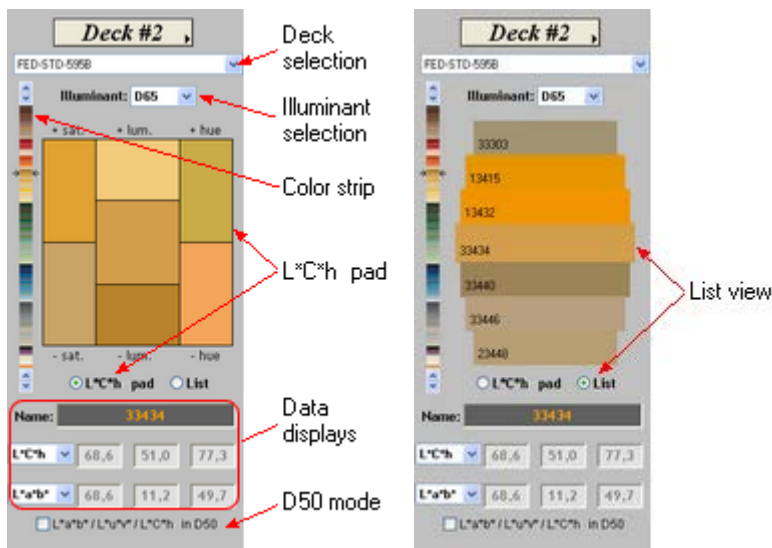 Deck #2
FED-STD-595B
Illuminant: D65
+ sat. + lum. + hue
- sat. - lum. - hue
L*C*h pad List
Name: 33434
L*C*h 68,6 51,0 77,3
L*a*b* 68,6 11,2 49,7
L*a*b* / L*u*v* / L*C*h in D50
Deck
selection
Illuminant
selection
Color strip
L*C*h pad
Data
displays
D50 mode
Deck #2
FED-STD-595B
Illuminant: D65
33303
13415
13432
33434
33440
33446
23448
L*C*h pad List
Name: 33434
L*C*h 68,6 51,0 77,3
L*a*b* 68,6 11,2 49,7
L*a*b* / L*u*v* / L*C*h in D50
List view